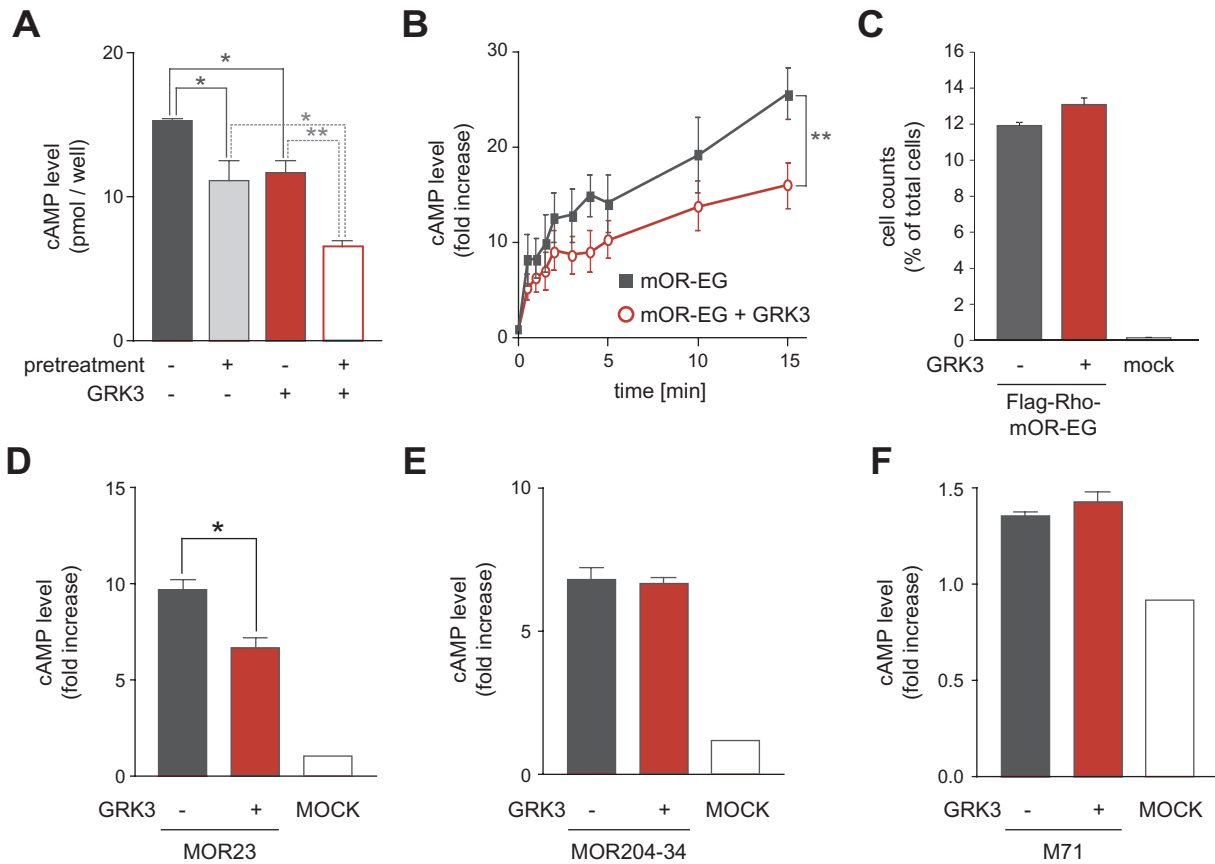 A
cAMP level
(pmol / well)
20
10
0
*
*
*
**
pretreatment - + - +
GRK3 - - + +
B
cAMP level
(fold increase)
30
20
10
0
**
mOR-EG
mOR-EG + GRK3
0 5 10 15
time [min]
C
cell counts
(% of total cells)
16
14
12
10
8
6
4
2
0
GRK3 - + mock
Flag-Rho-
mOR-EG
D
cAMP level
(fold increase)
15
10
5
0
*
GRK3 - + MOCK
MOR23
E
cAMP level
(fold increase)
10
5
0
GRK3 - + MOCK
MOR204-34
F
cAMP level
(fold increase)
1.5
1.0
0.5
0.0
GRK3 - + MOCK
M71